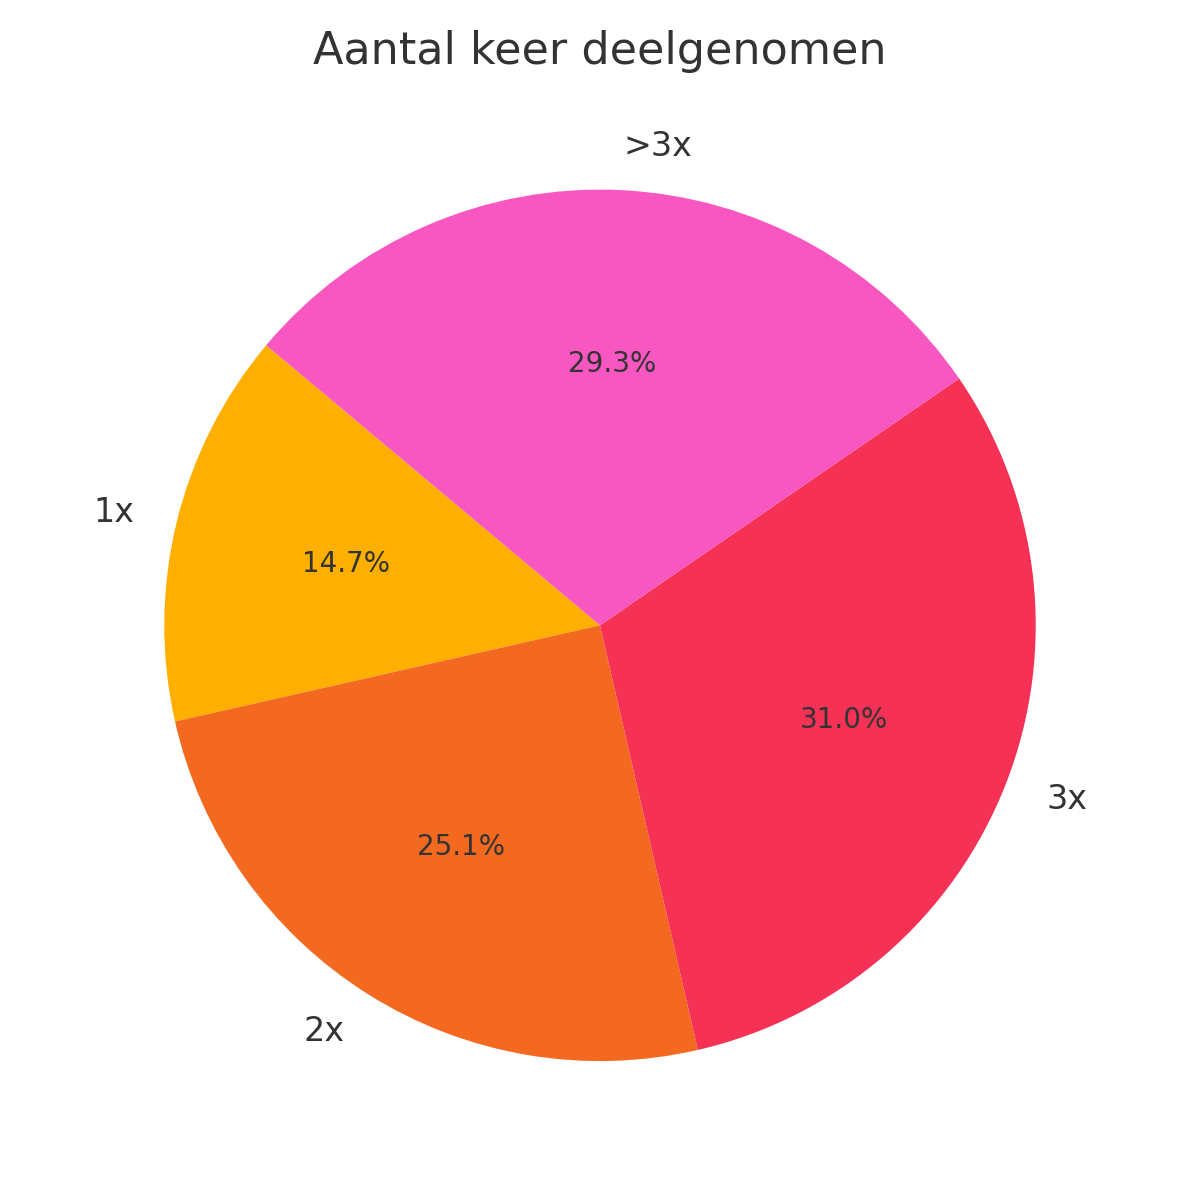 Aantal keer deelgenomen
>3x
29.3%
1x
14.7%
31.0%
3x
25.1%
2x